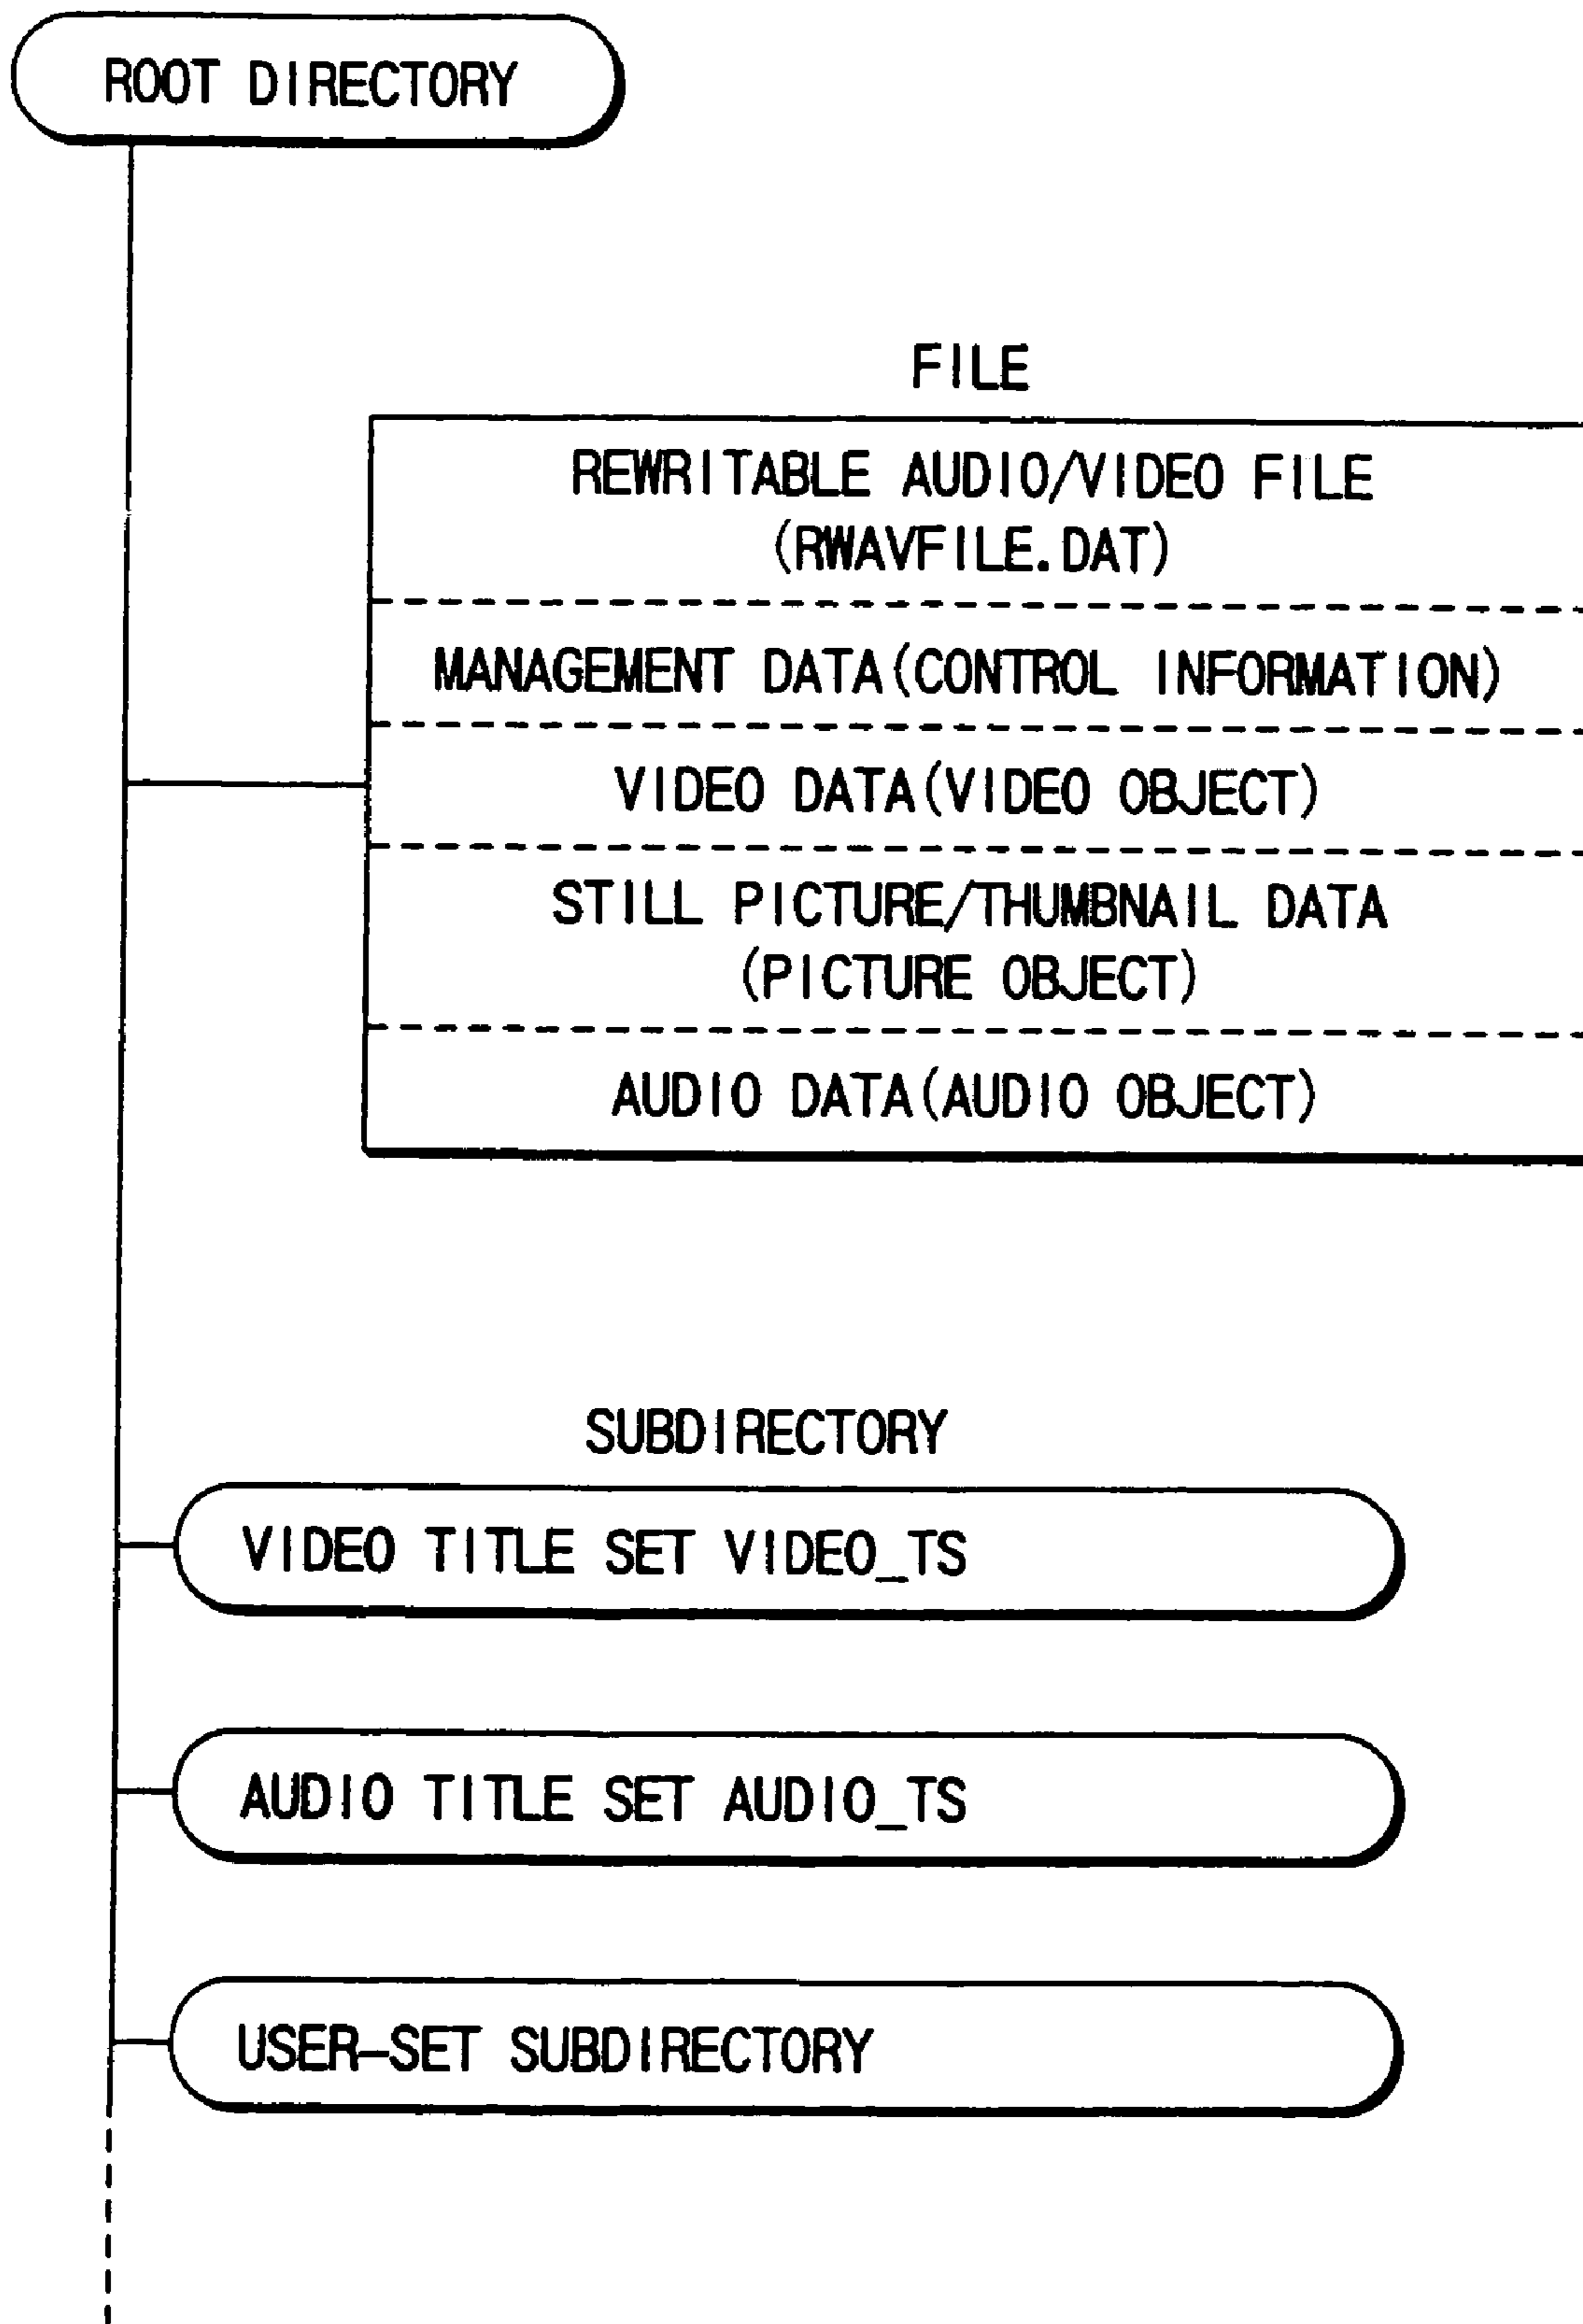 ROOT DIRECTORY
FILE
REWRITABLE AUDIO/VIDEO FILE
(RWAVFILE.DAT)
MANAGEMENT DATA(CONTROL INFORMATION)
VIDEO DATA(VIDEO OBJECT)
STILL PICTURE/THUMBNAIL DATA
(PICTURE OBJECT)
AUDIO DATA(AUDIO OBJECT)
SUBDIRECTORY
VIDEO TITLE SET VIDEO_TS
AUDIO TITLE SET AUDIO_TS
USER-SET SUBDIRECTORY